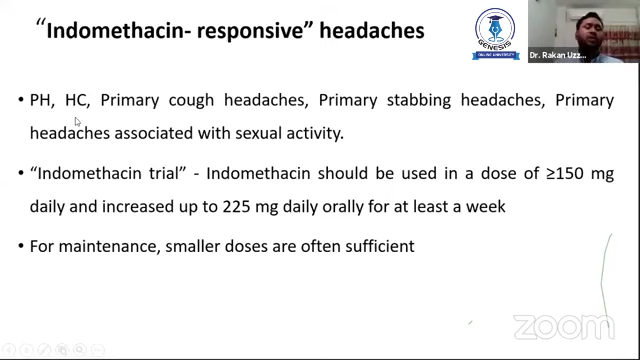 “Indomethacin- responsive” headaches
GENESIS
ONLINE UNIVERSITY
Dr. Rakan Uzz...
• PH, HC, Primary cough headaches, Primary stabbing headaches, Primary
headaches associated with sexual activity.
• “Indomethacin trial” - Indomethacin should be used in a dose of ≥150 mg
daily and increased up to 225 mg daily orally for at least a week
• For maintenance, smaller doses are often sufficient
zoom